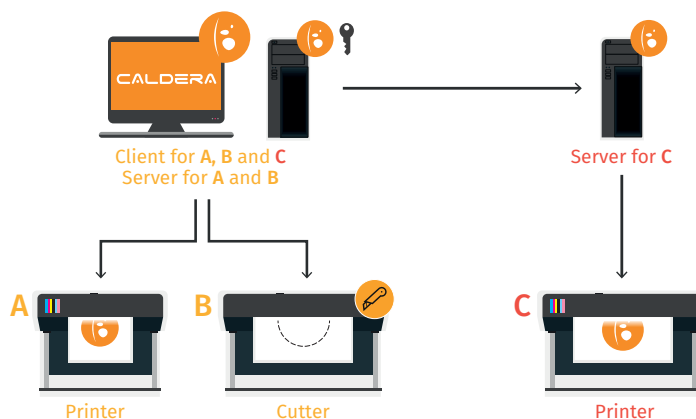 CALDERA
Client for A, B and C
Server for A and B
Server for C
A
B
C
Printer
Cutter
Printer